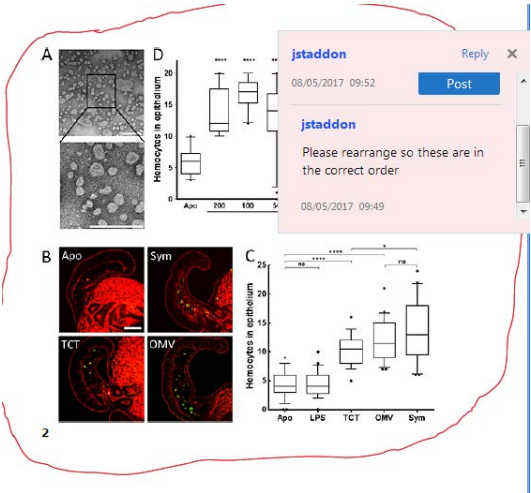 A
D
jstaddon
Reply ×
08/05/2017 09:52
Post
jstaddon
Please rearrange so these are in
the correct order
08/05/2017 09:49
****
****
Hemocytes in epithelium
20
15
10
5
0
Apo 200 100
B
Apo
Sym
TCT
OMV
C
*
****
****
ns
ns
Hemocytes in epithelium
25
20
15
10
5
0
Apo LPS TCT OMV Sym
2